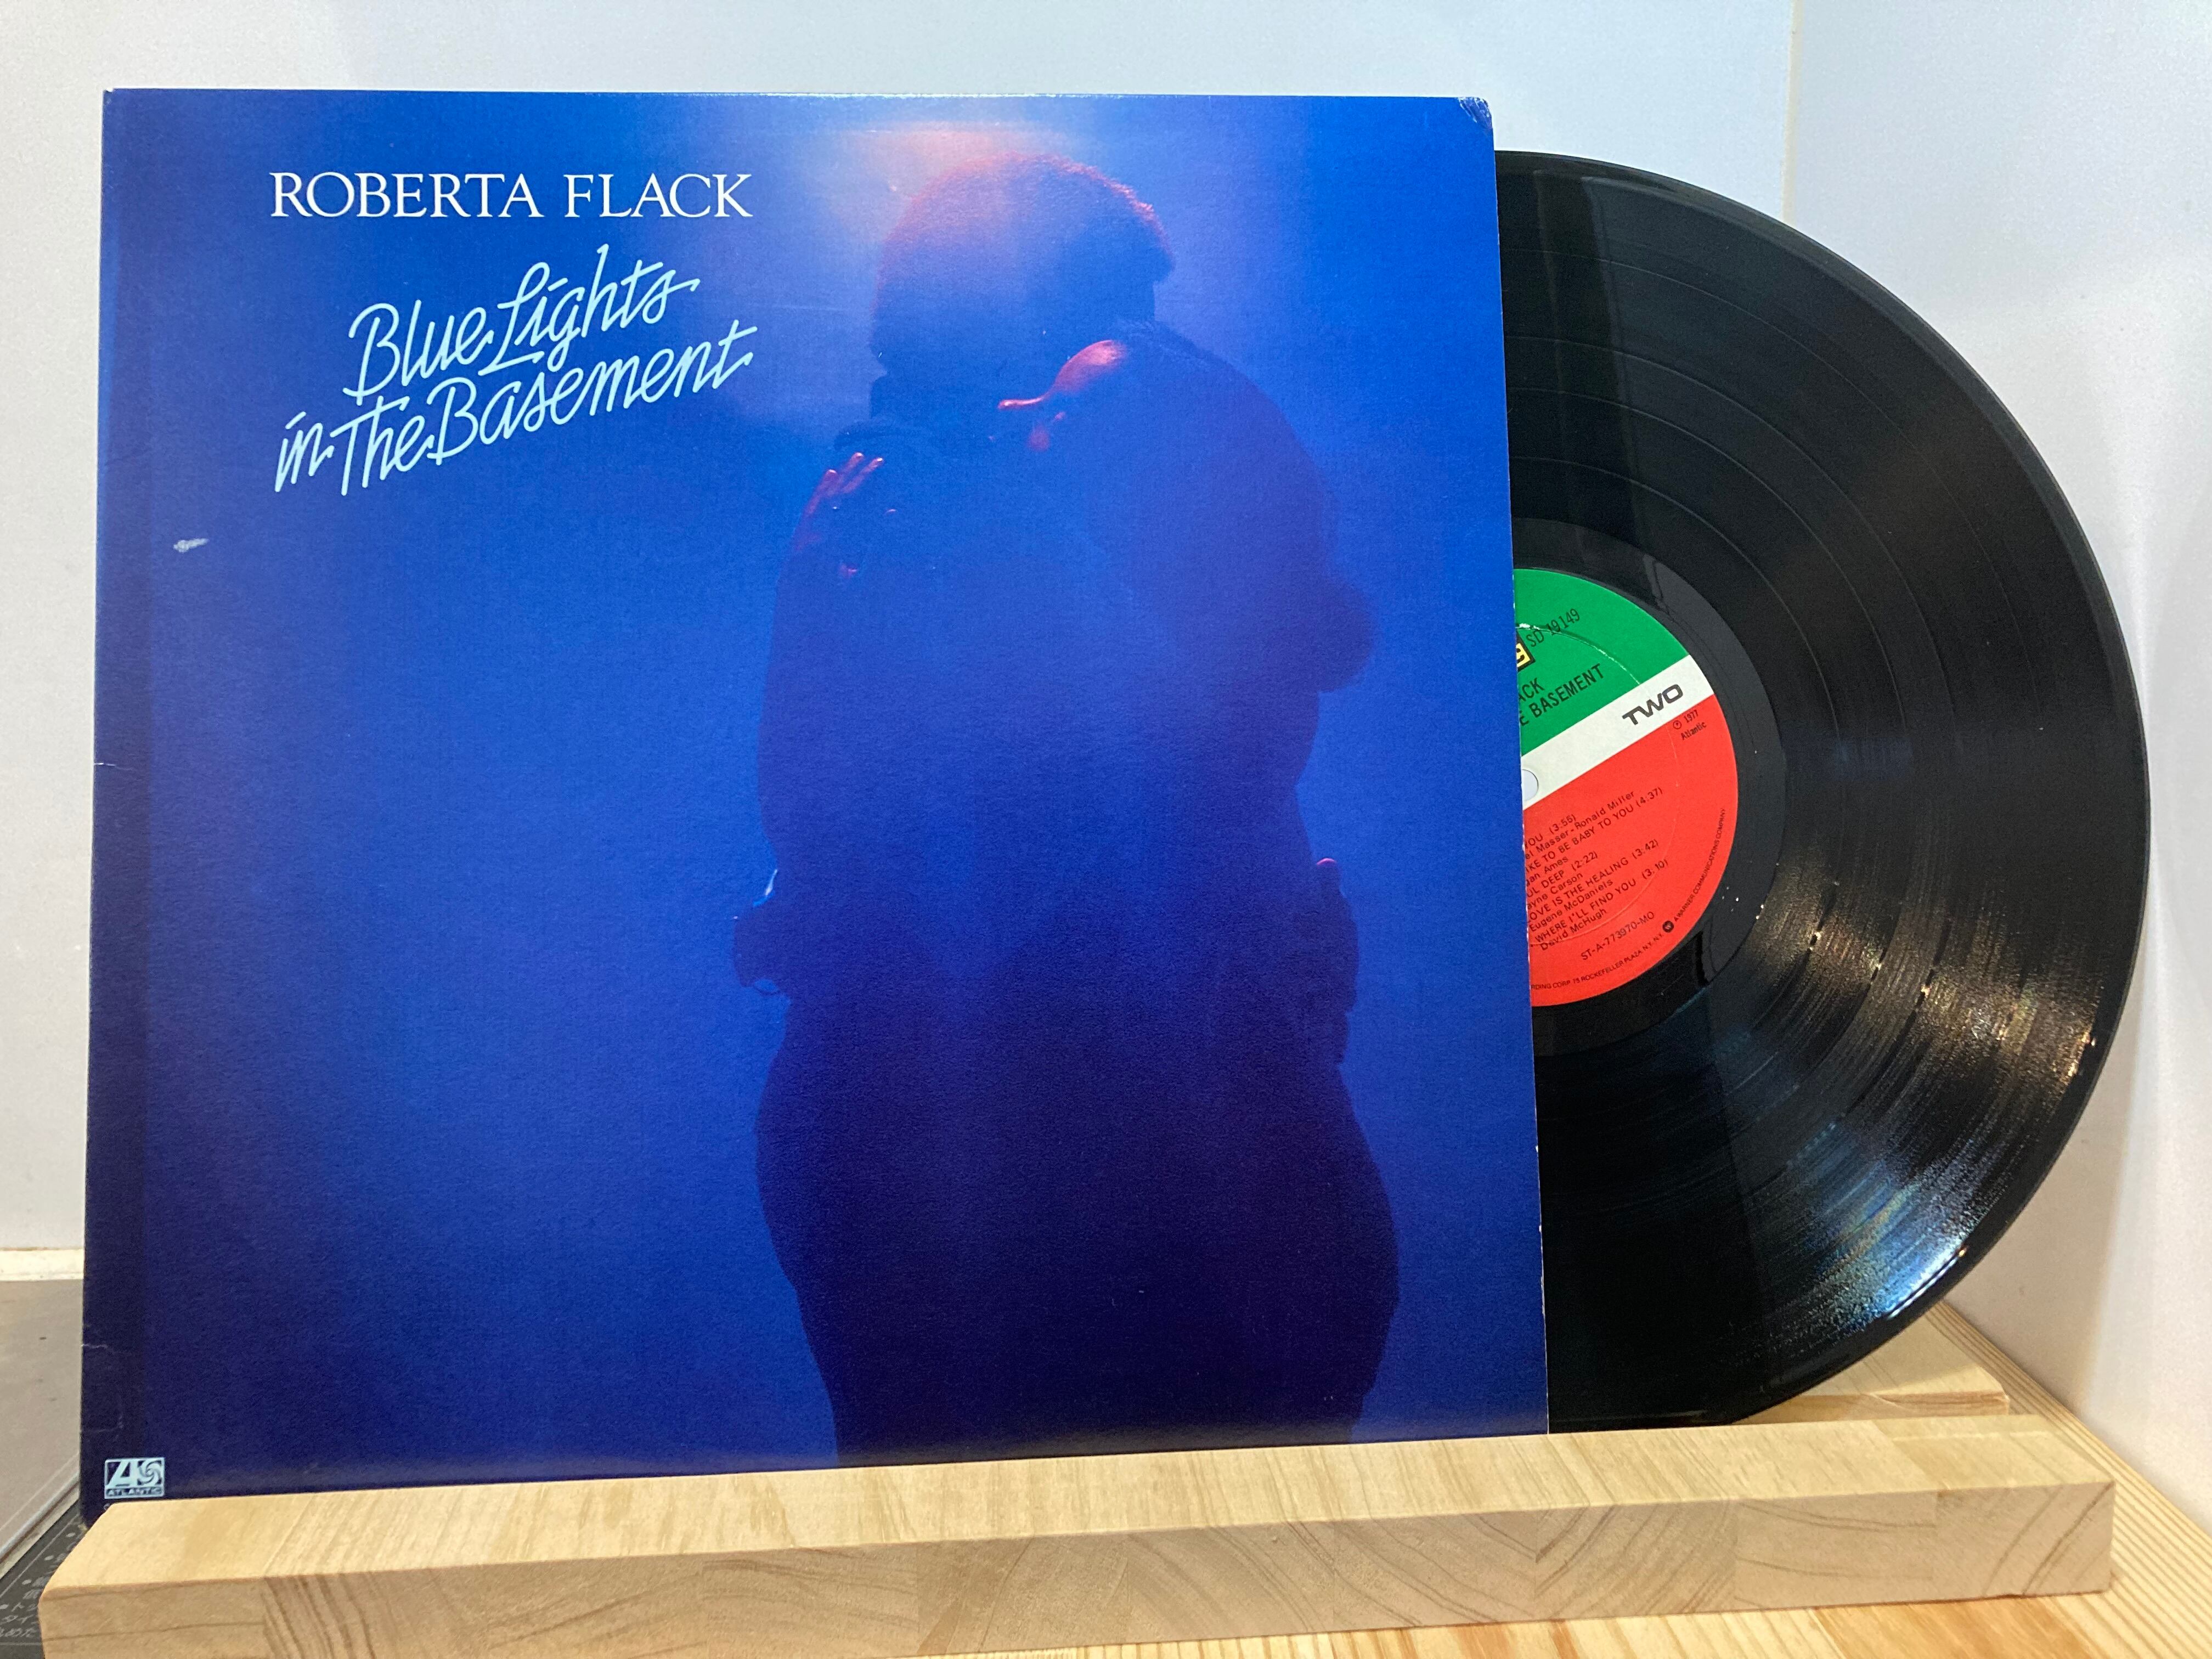 ROBERTA FLACK
Blue Lights
in The Basement
ATLANTIC
SD 19149
E BASEMENT
TWO
℗ 1977
Atlantic
YOU (3:55)
Masser-Ronald Miller
TO BE BABY TO YOU (4:37)
Ames
DEEP (2:22)
Carson
LOVE IS THE HEALING (3:42)
Eugene McDaniels
WHERE I'LL FIND YOU (3:10)
David McHugh
ST-A-773970-MO
CORP. 75 ROCKEFELLER PLAZA, N.Y. N.Y. A WARNER COMMUNICATIONS COMPANY